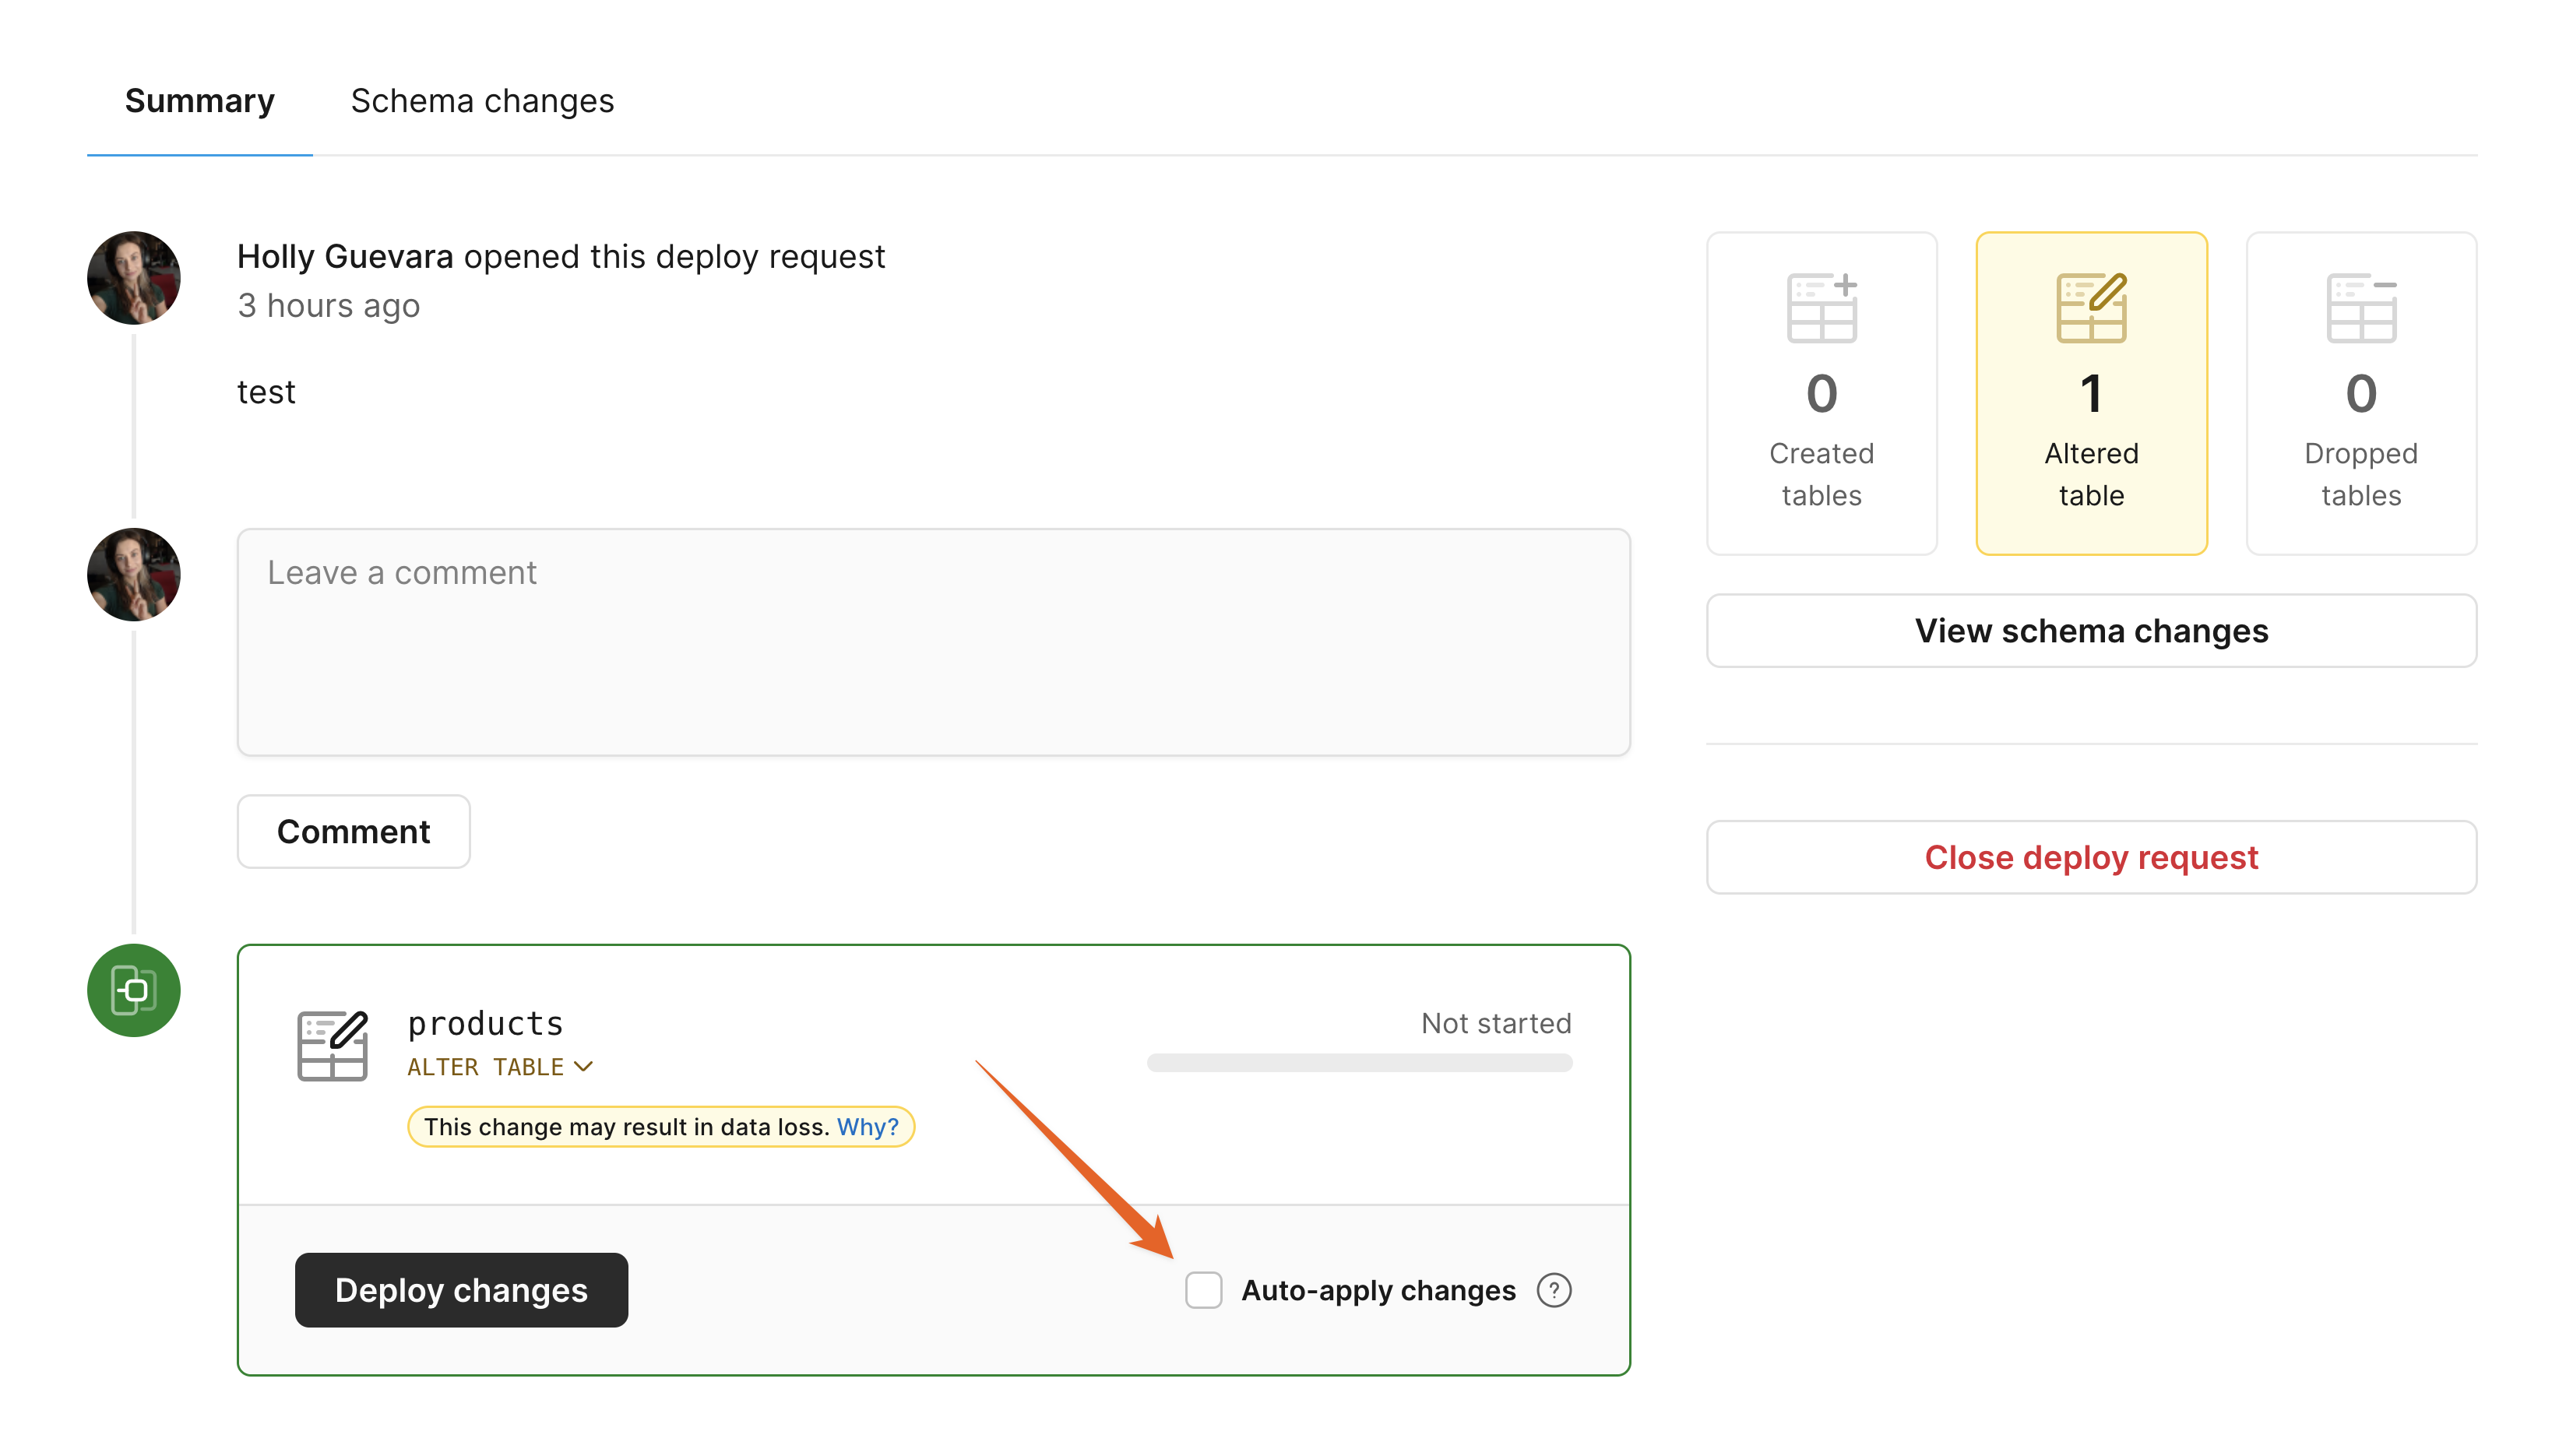 Summary
Schema changes
Holly Guevara opened this deploy request
3 hours ago
test
Leave a comment
Comment
0
Created
tables
1
Altered
table
0
Dropped
tables
View schema changes
Close deploy request
products
ALTER TABLE
Not started
This change may result in data loss. Why?
Deploy changes
Auto-apply changes ?